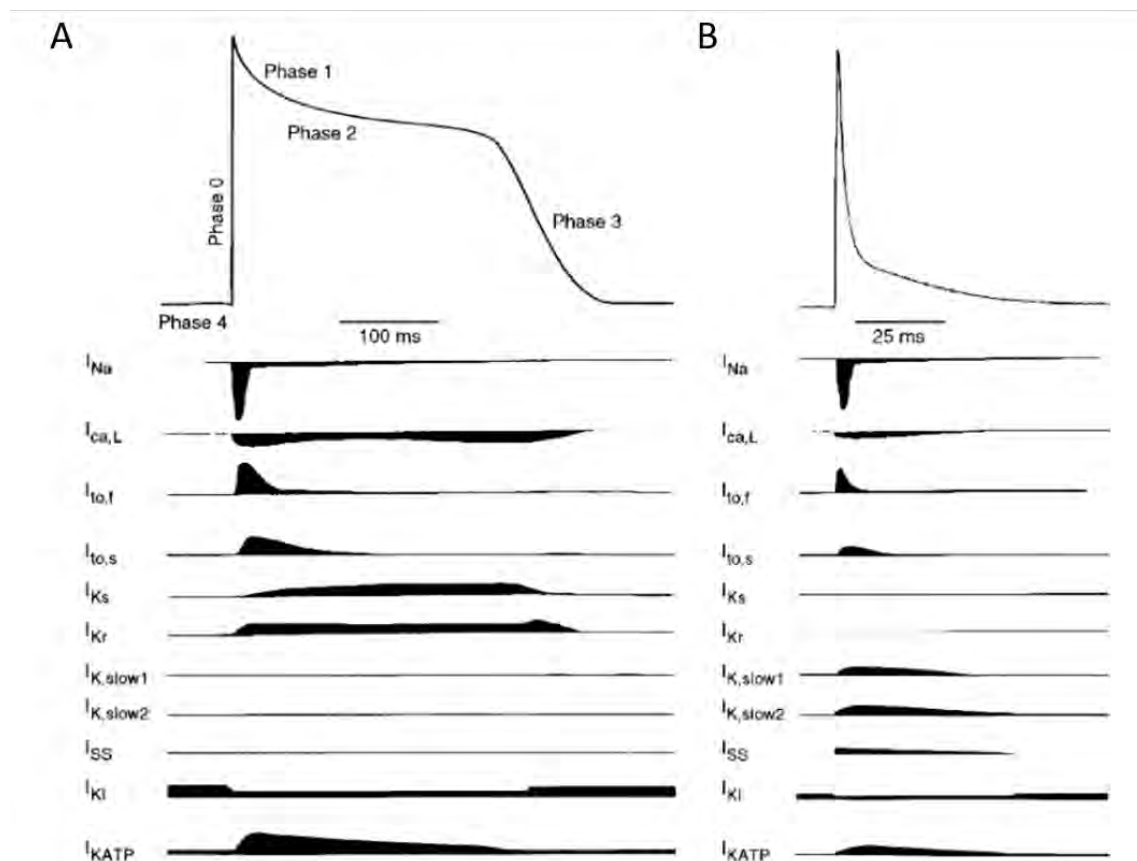 A
B
Phase 1
Phase 2
Phase 0
Phase 3
Phase 4
100 ms
25 ms
INa
INa
Ica,L
Ica,L
Ito,f
Ito,f
Ito,s
Ito,s
IKs
IKs
IKr
IKr
IK,slow1
IK,slow1
IK,slow2
IK,slow2
ISS
ISS
IKI
IKI
IKATP
IKATP